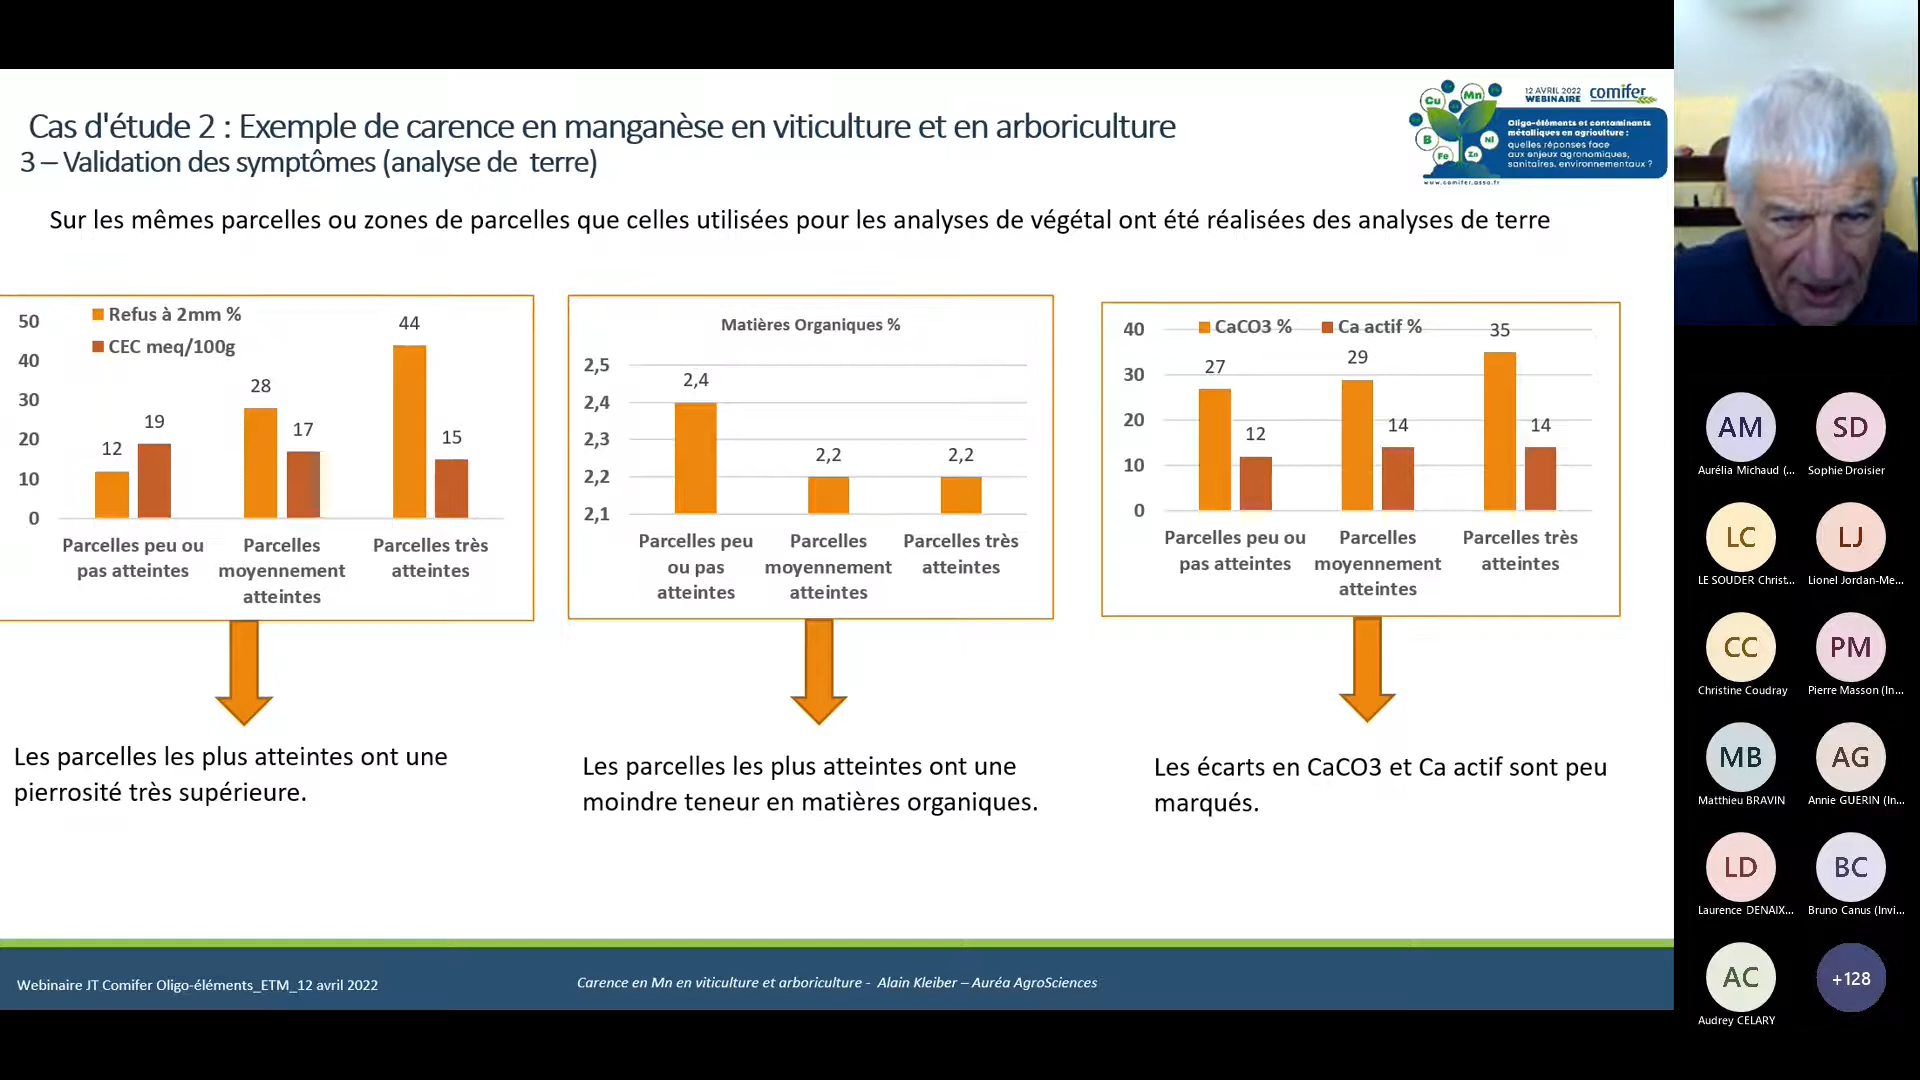 Cas d'étude 2 : Exemple de carence en manganèse en viticulture et en arboriculture
3 – Validation des symptômes (analyse de terre)
12 AVRIL 2022
WEBINAIRE
comifer
Cu
Mn
B
Ni
Fe
Zn
Oligo-éléments et contaminants
métalliques en agriculture :
quelles réponses face
aux enjeux agronomiques,
sanitaires, environnementaux ?
www.comifer.asso.fr
Sur les mêmes parcelles ou zones de parcelles que celles utilisées pour les analyses de végétal ont été réalisées des analyses de terre
Refus à 2mm %
CEC meq/100g
50
40
30
20
10
0
12
19
28
17
44
15
Parcelles peu ou
pas atteintes
Parcelles
moyennement
atteintes
Parcelles très
atteintes
Matières Organiques %
2,5
2,4
2,3
2,2
2,1
2,4
2,2
2,2
Parcelles peu
ou pas
atteintes
Parcelles
moyennement
atteintes
Parcelles très
atteintes
CaCO3 %
Ca actif %
40
30
20
10
0
27
12
29
14
35
14
Parcelles peu ou
pas atteintes
Parcelles
moyennement
atteintes
Parcelles très
atteintes
Les parcelles les plus atteintes ont une
pierrosité très supérieure.
Les parcelles les plus atteintes ont une
moindre teneur en matières organiques.
Les écarts en CaCO3 et Ca actif sont peu
marqués.
Webinaire JT Comifer Oligo-éléments_ETM_12 avril 2022
Carence en Mn en viticulture et arboriculture - Alain Kleiber – Auréa AgroSciences
AM
Aurélia Michaud (...
SD
Sophie Droisier
LC
LE SOUDER Christ...
LJ
Lionel Jordan-Me...
CC
Christine Coudray
PM
Pierre Masson (In...
MB
Matthieu BRAVIN
AG
Annie GUERIN (In...
LD
Laurence DENAIX...
BC
Bruno Canus (Invi...
AC
Audrey CELARY
+128